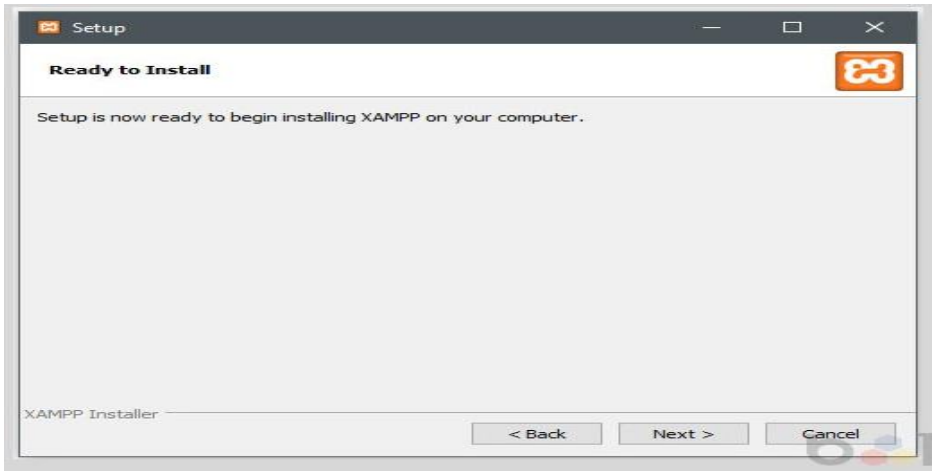 Setup
Ready to Install
Setup is now ready to begin installing XAMPP on your computer.
XAMPP Installer
< Back Next > Cancel